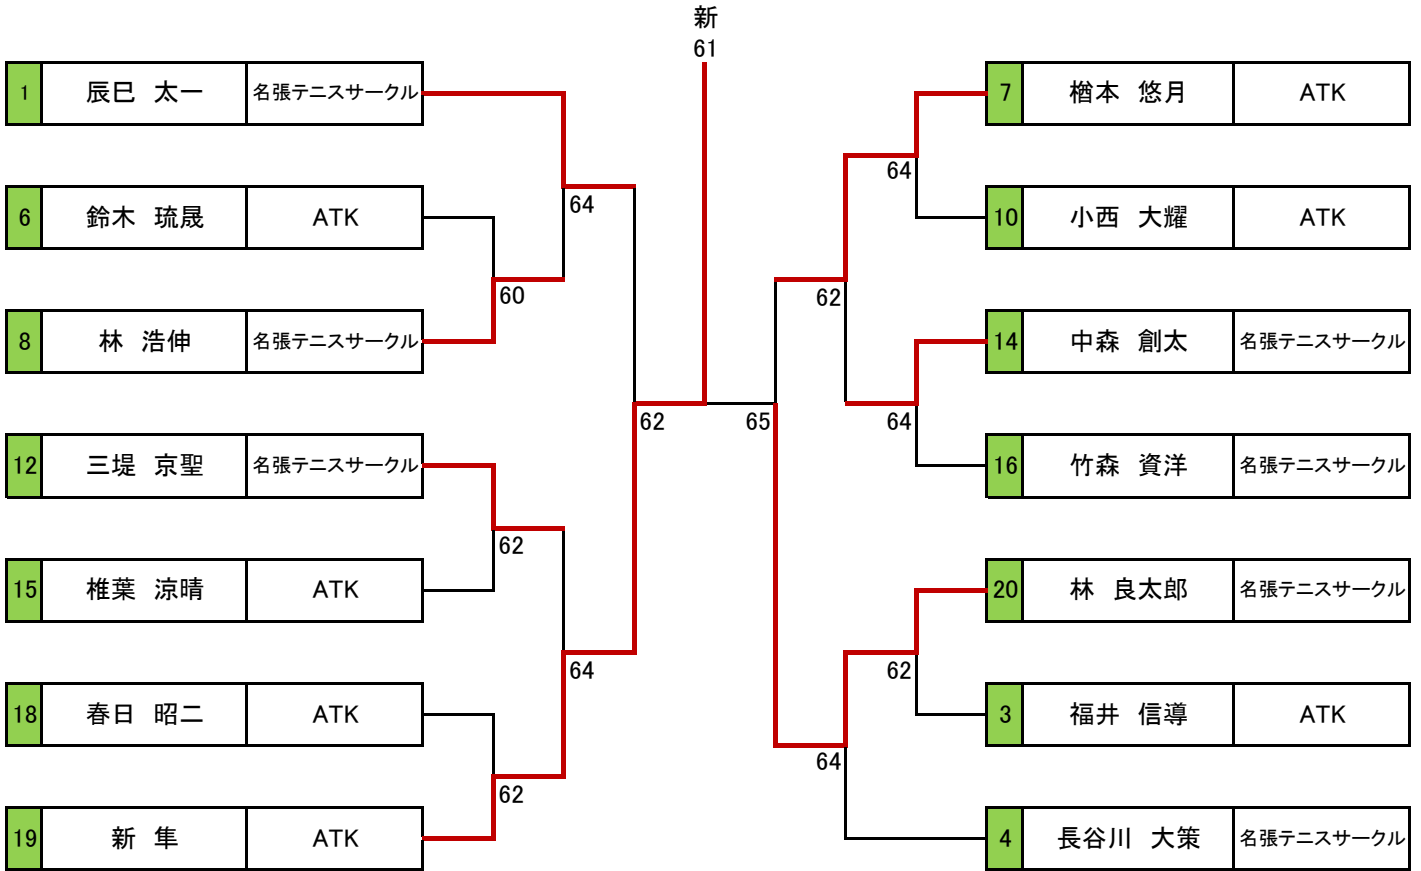 新
61
1 辰巳 太一 名張テニスサークル
6 鈴木 琉晟 ATK
8 林 浩伸 名張テニスサークル
12 三堤 京聖 名張テニスサークル
15 椎葉 涼晴 ATK
18 春日 昭二 ATK
19 新 隼 ATK
64
60
62
62
64
62
7 楢本 悠月 ATK
10 小西 大耀 ATK
14 中森 創太 名張テニスサークル
16 竹森 資洋 名張テニスサークル
20 林 良太郎 名張テニスサークル
3 福井 信導 ATK
4 長谷川 大策 名張テニスサークル
64
62
65
64
62
64